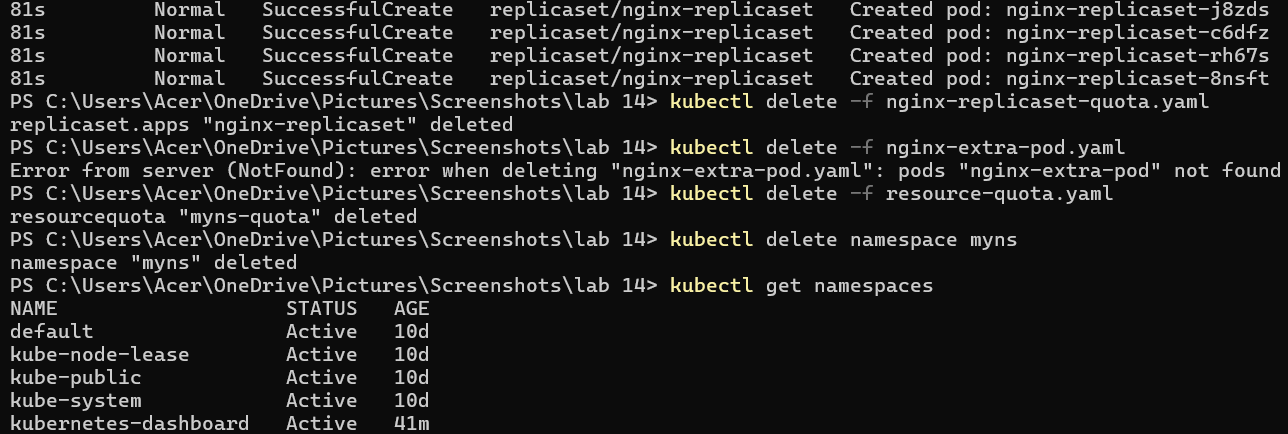 81s         Normal   SuccessfulCreate   replicaset/nginx-replicaset   Created pod: nginx-replicaset-j8zds
81s         Normal   SuccessfulCreate   replicaset/nginx-replicaset   Created pod: nginx-replicaset-c6dfz
81s         Normal   SuccessfulCreate   replicaset/nginx-replicaset   Created pod: nginx-replicaset-rh67s
81s         Normal   SuccessfulCreate   replicaset/nginx-replicaset   Created pod: nginx-replicaset-8nsft
PS C:\Users\Acer\OneDrive\Pictures\Screenshots\lab 14> kubectl delete -f nginx-replicaset-quota.yaml
replicaset.apps "nginx-replicaset" deleted
PS C:\Users\Acer\OneDrive\Pictures\Screenshots\lab 14> kubectl delete -f nginx-extra-pod.yaml
Error from server (NotFound): error when deleting "nginx-extra-pod.yaml": pods "nginx-extra-pod" not found
PS C:\Users\Acer\OneDrive\Pictures\Screenshots\lab 14> kubectl delete -f resource-quota.yaml
resourcequota "myns-quota" deleted
PS C:\Users\Acer\OneDrive\Pictures\Screenshots\lab 14> kubectl delete namespace myns
namespace "myns" deleted
PS C:\Users\Acer\OneDrive\Pictures\Screenshots\lab 14> kubectl get namespaces
NAME                   STATUS   AGE
default                Active   10d
kube-node-lease        Active   10d
kube-public            Active   10d
kube-system            Active   10d
kubernetes-dashboard   Active   41m